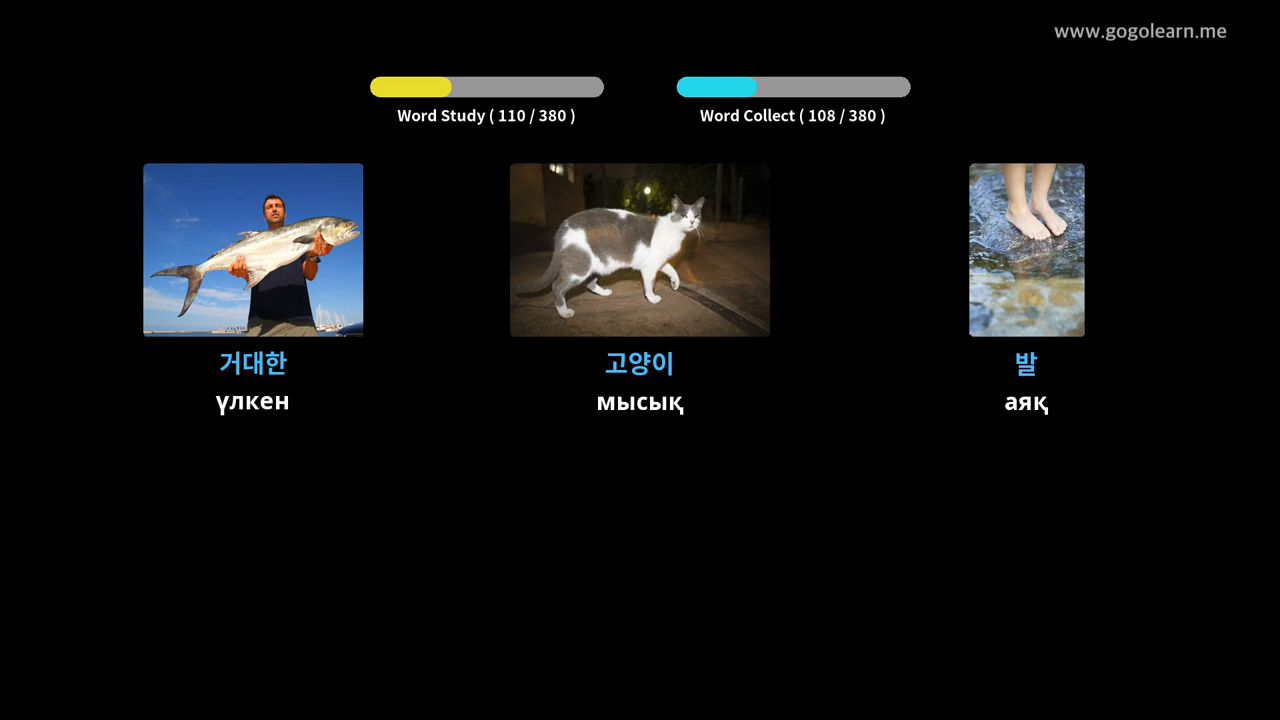 www.gogolearn.me
Word Study ( 110 / 380 )
Word Collect ( 108 / 380 )
거대한
үлкен
고양이
мысық
발
аяқ